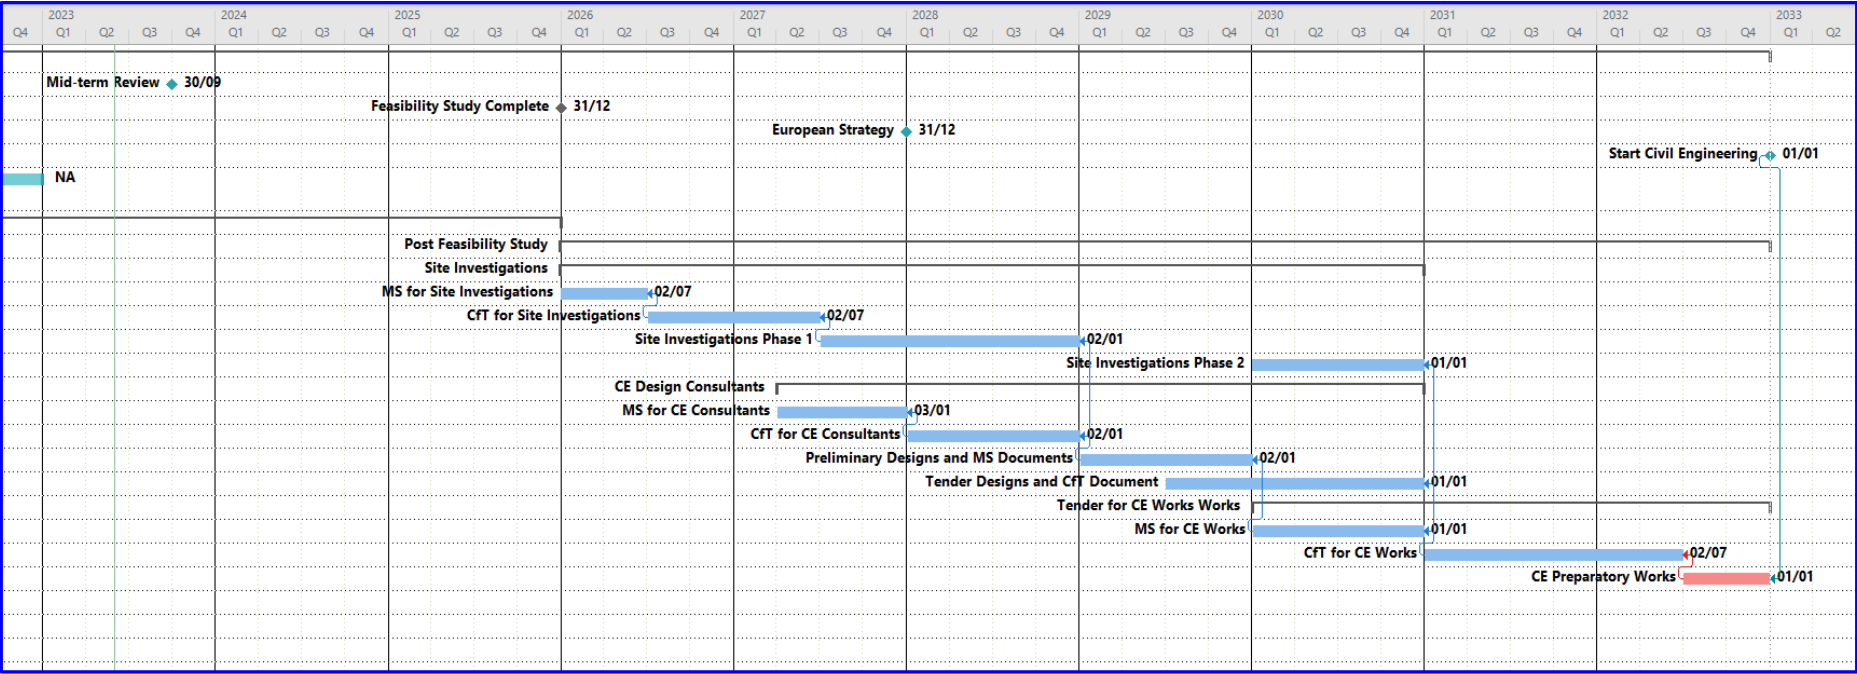 2023 2024 2025 2026 2027 2028 2029 2030 2031 2032 2033
Q4 Q1 Q2 Q3 Q4 Q1 Q2 Q3 Q4 Q1 Q2 Q3 Q4 Q1 Q2 Q3 Q4 Q1 Q2 Q3 Q4 Q1 Q2 Q3 Q4 Q1 Q2 Q3 Q4 Q1 Q2 Q3 Q4 Q1 Q2 Q3 Q4 Q1 Q2 Q3 Q4 Q1 Q2
Mid-term Review 30/09
Feasibility Study Complete 31/12
European Strategy 31/12
Start Civil Engineering 01/01
NA
Post Feasibility Study
Site Investigations
MS for Site Investigations 02/07
CfT for Site Investigations 02/07
Site Investigations Phase 1 02/01
Site Investigations Phase 2 01/01
CE Design Consultants
MS for CE Consultants 03/01
CfT for CE Consultants 02/01
Preliminary Designs and MS Documents 02/01
Tender Designs and CfT Document 01/01
Tender for CE Works Works
MS for CE Works 01/01
CfT for CE Works 02/07
CE Preparatory Works 01/01